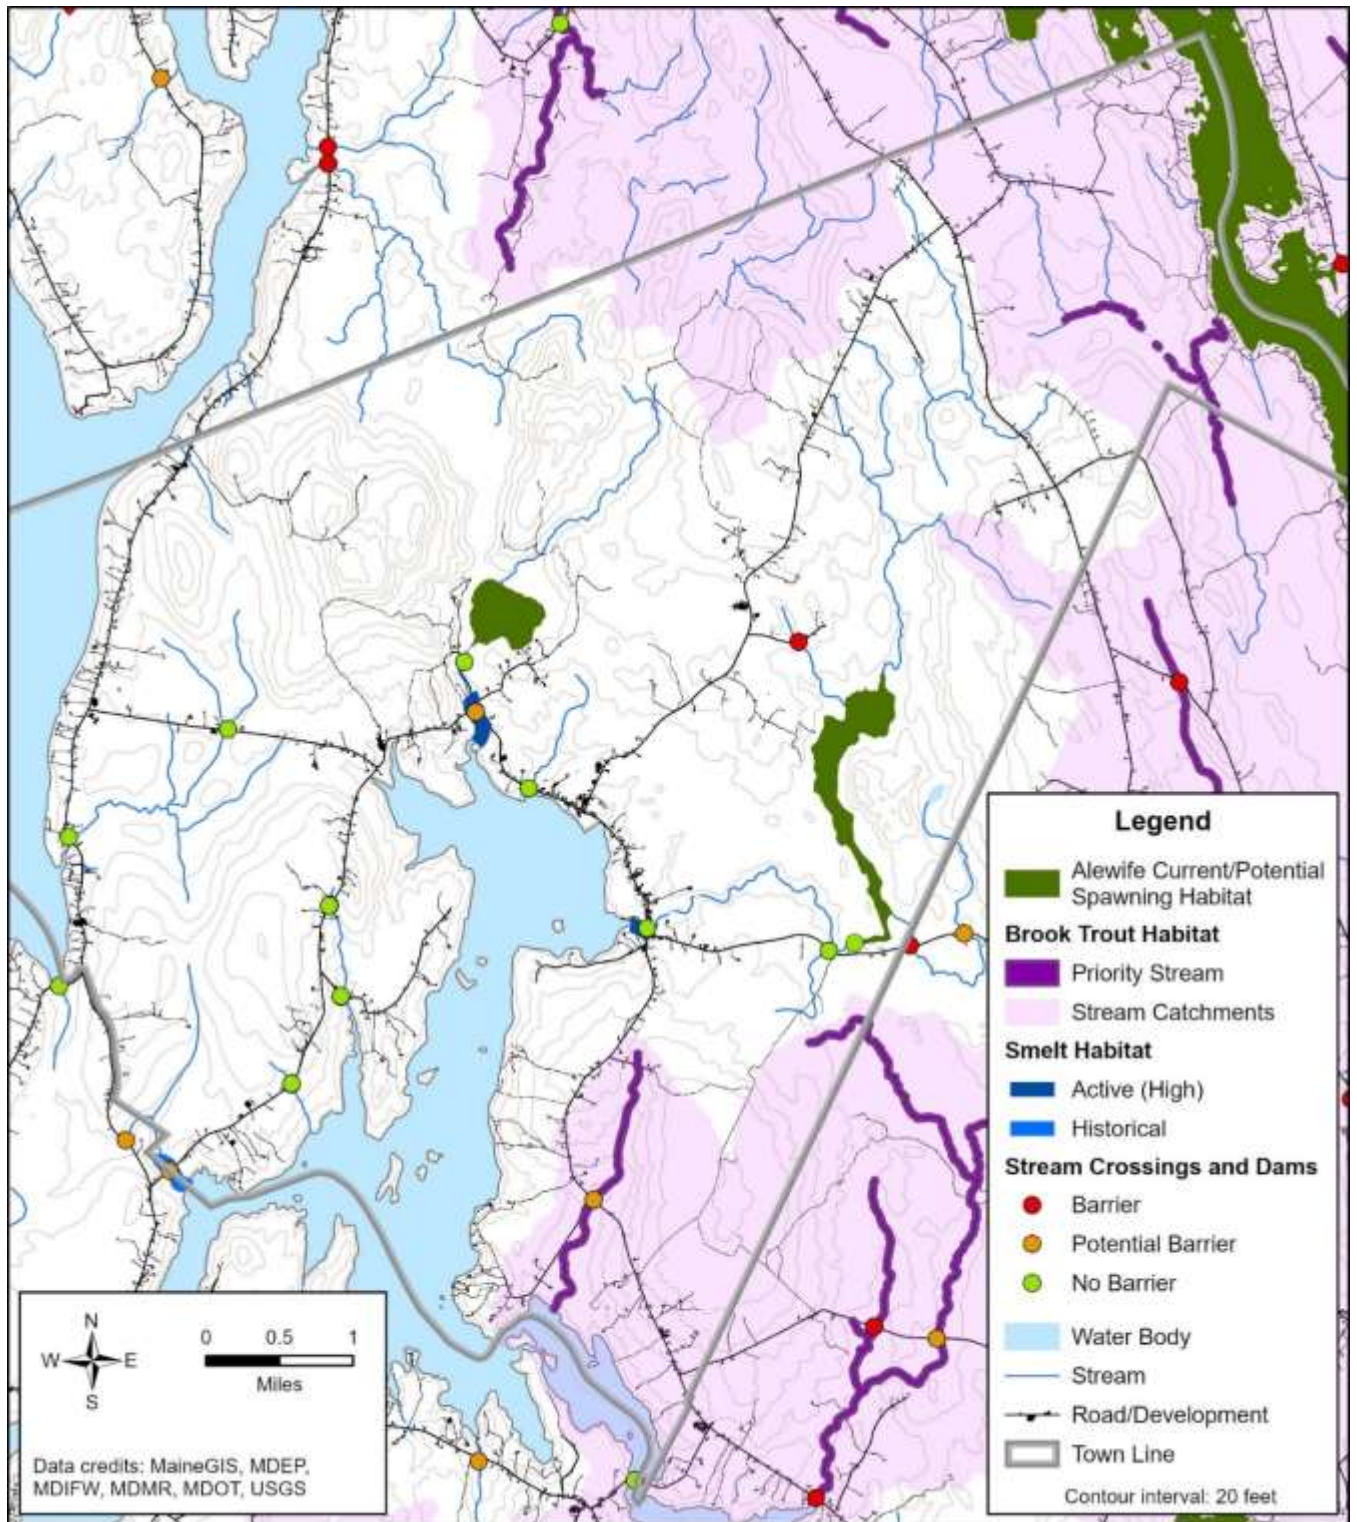 Legend
Alewife Current/Potential
Spawning Habitat
Brook Trout Habitat
Priority Stream
Stream Catchments
Smelt Habitat
Active (High)
Historical
Stream Crossings and Dams
Barrier
Potential Barrier
No Barrier
Water Body
Stream
Road/Development
Town Line
Contour interval: 20 feet
N
W E
S
0 0.5 1
Miles
Data credits: MaineGIS, MDEP,
MDIFW, MDMR, MDOT, USGS